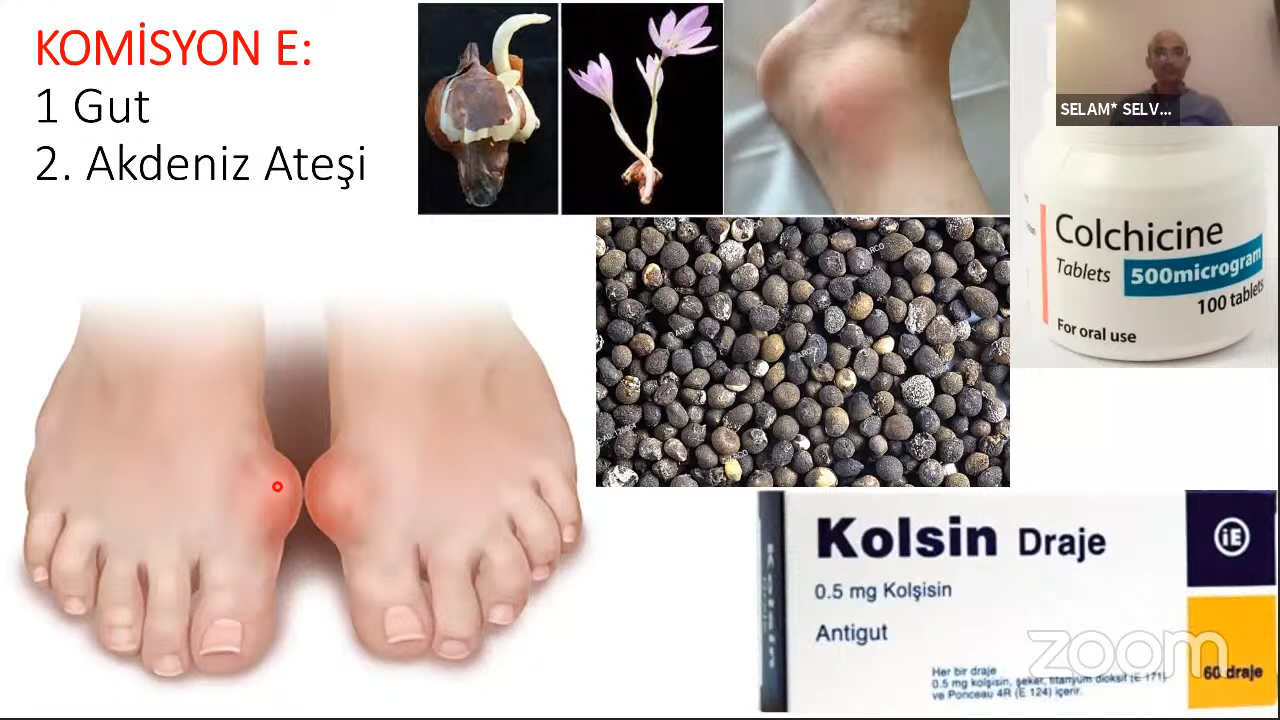 KOMİSYON E:
1 Gut
2. Akdeniz Ateşi
SELAM* SELV...
Colchicine
Tablets 500microgram
100 tablets
For oral use
ARCO
Kolsin Draje
0.5 mg Kolşisin
Antigut
iE
Her bir draje
0.5 mg kolşisin, şeker, titanyum dioksit (E 171)
ve Ponceau 4R (E 124) içerir.
60 draje
zoom